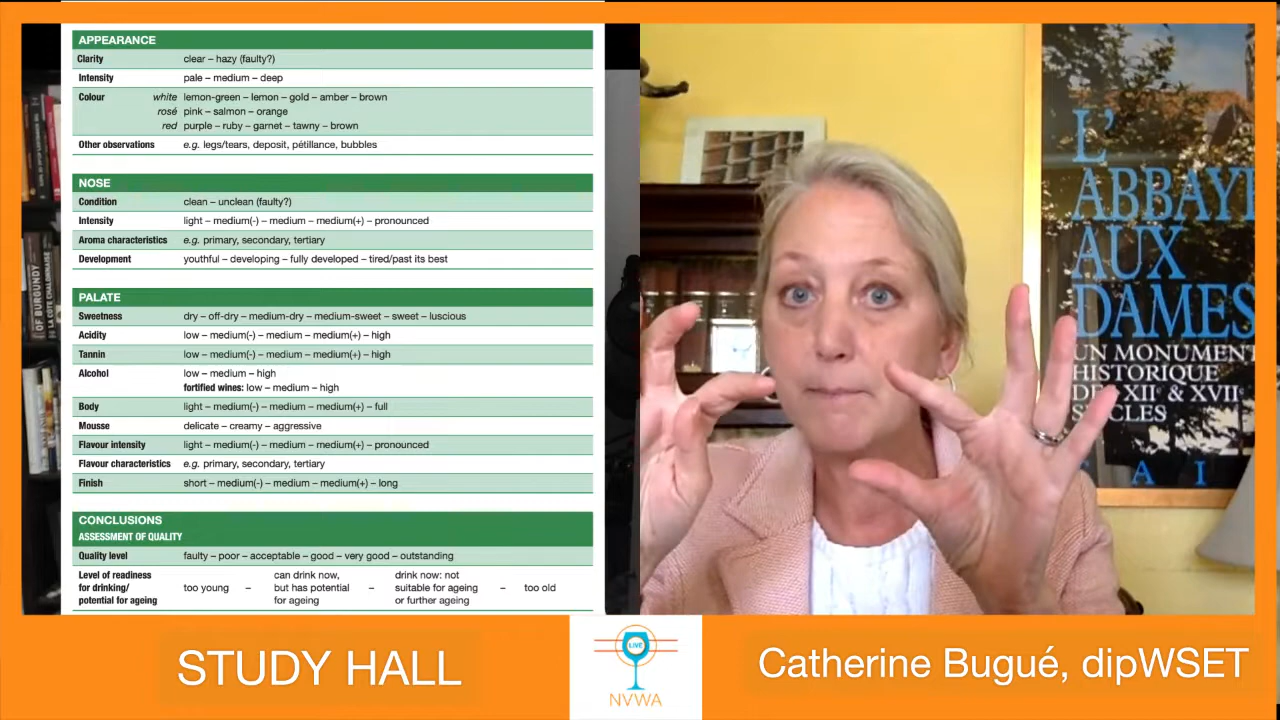 APPEARANCE
Clarity clear – hazy (faulty?)
Intensity pale – medium – deep
Colour white lemon-green – lemon – gold – amber – brown
rosé pink – salmon – orange
red purple – ruby – garnet – tawny – brown
Other observations e.g. legs/tears, deposit, pétillance, bubbles
NOSE
Condition clean – unclean (faulty?)
Intensity light – medium(-) – medium – medium(+) – pronounced
Aroma characteristics e.g. primary, secondary, tertiary
Development youthful – developing – fully developed – tired/past its best
PALATE
Sweetness dry – off-dry – medium-dry – medium-sweet – sweet – luscious
Acidity low – medium(-) – medium – medium(+) – high
Tannin low – medium(-) – medium – medium(+) – high
Alcohol low – medium – high
fortified wines: low – medium – high
Body light – medium(-) – medium – medium(+) – full
Mousse delicate – creamy – aggressive
Flavour intensity light – medium(-) – medium – medium(+) – pronounced
Flavour characteristics e.g. primary, secondary, tertiary
Finish short – medium(-) – medium – medium(+) – long
CONCLUSIONS
ASSESSMENT OF QUALITY
Quality level faulty – poor – acceptable – good – very good – outstanding
Level of readiness can drink now, drink now: not
for drinking/ too young – but has potential – suitable for ageing – too old
potential for ageing for ageing or further ageing
OF BURGUNDY
LA CÔTE CHALONNAISE
L'
ABBAYE
AUX
DAMES
UN MONUMENT
HISTORIQUE
DES XII & XVII
SIECLES
S A I
STUDY HALL
LIVE
NVWA
Catherine Bugué, dipWSET